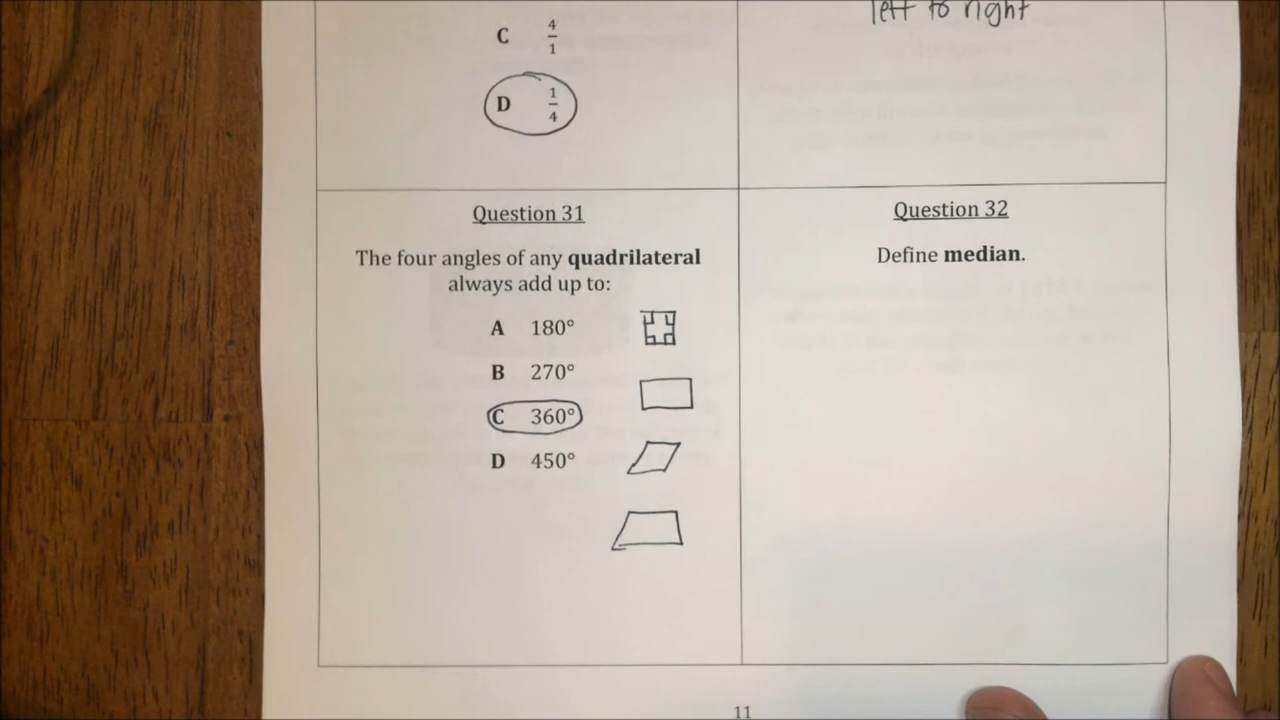 C 4/1
D 1/4
left to right
Question 31
The four angles of any quadrilateral
always add up to:
A 180°
B 270°
C 360°
D 450°
Question 32
Define median.
11